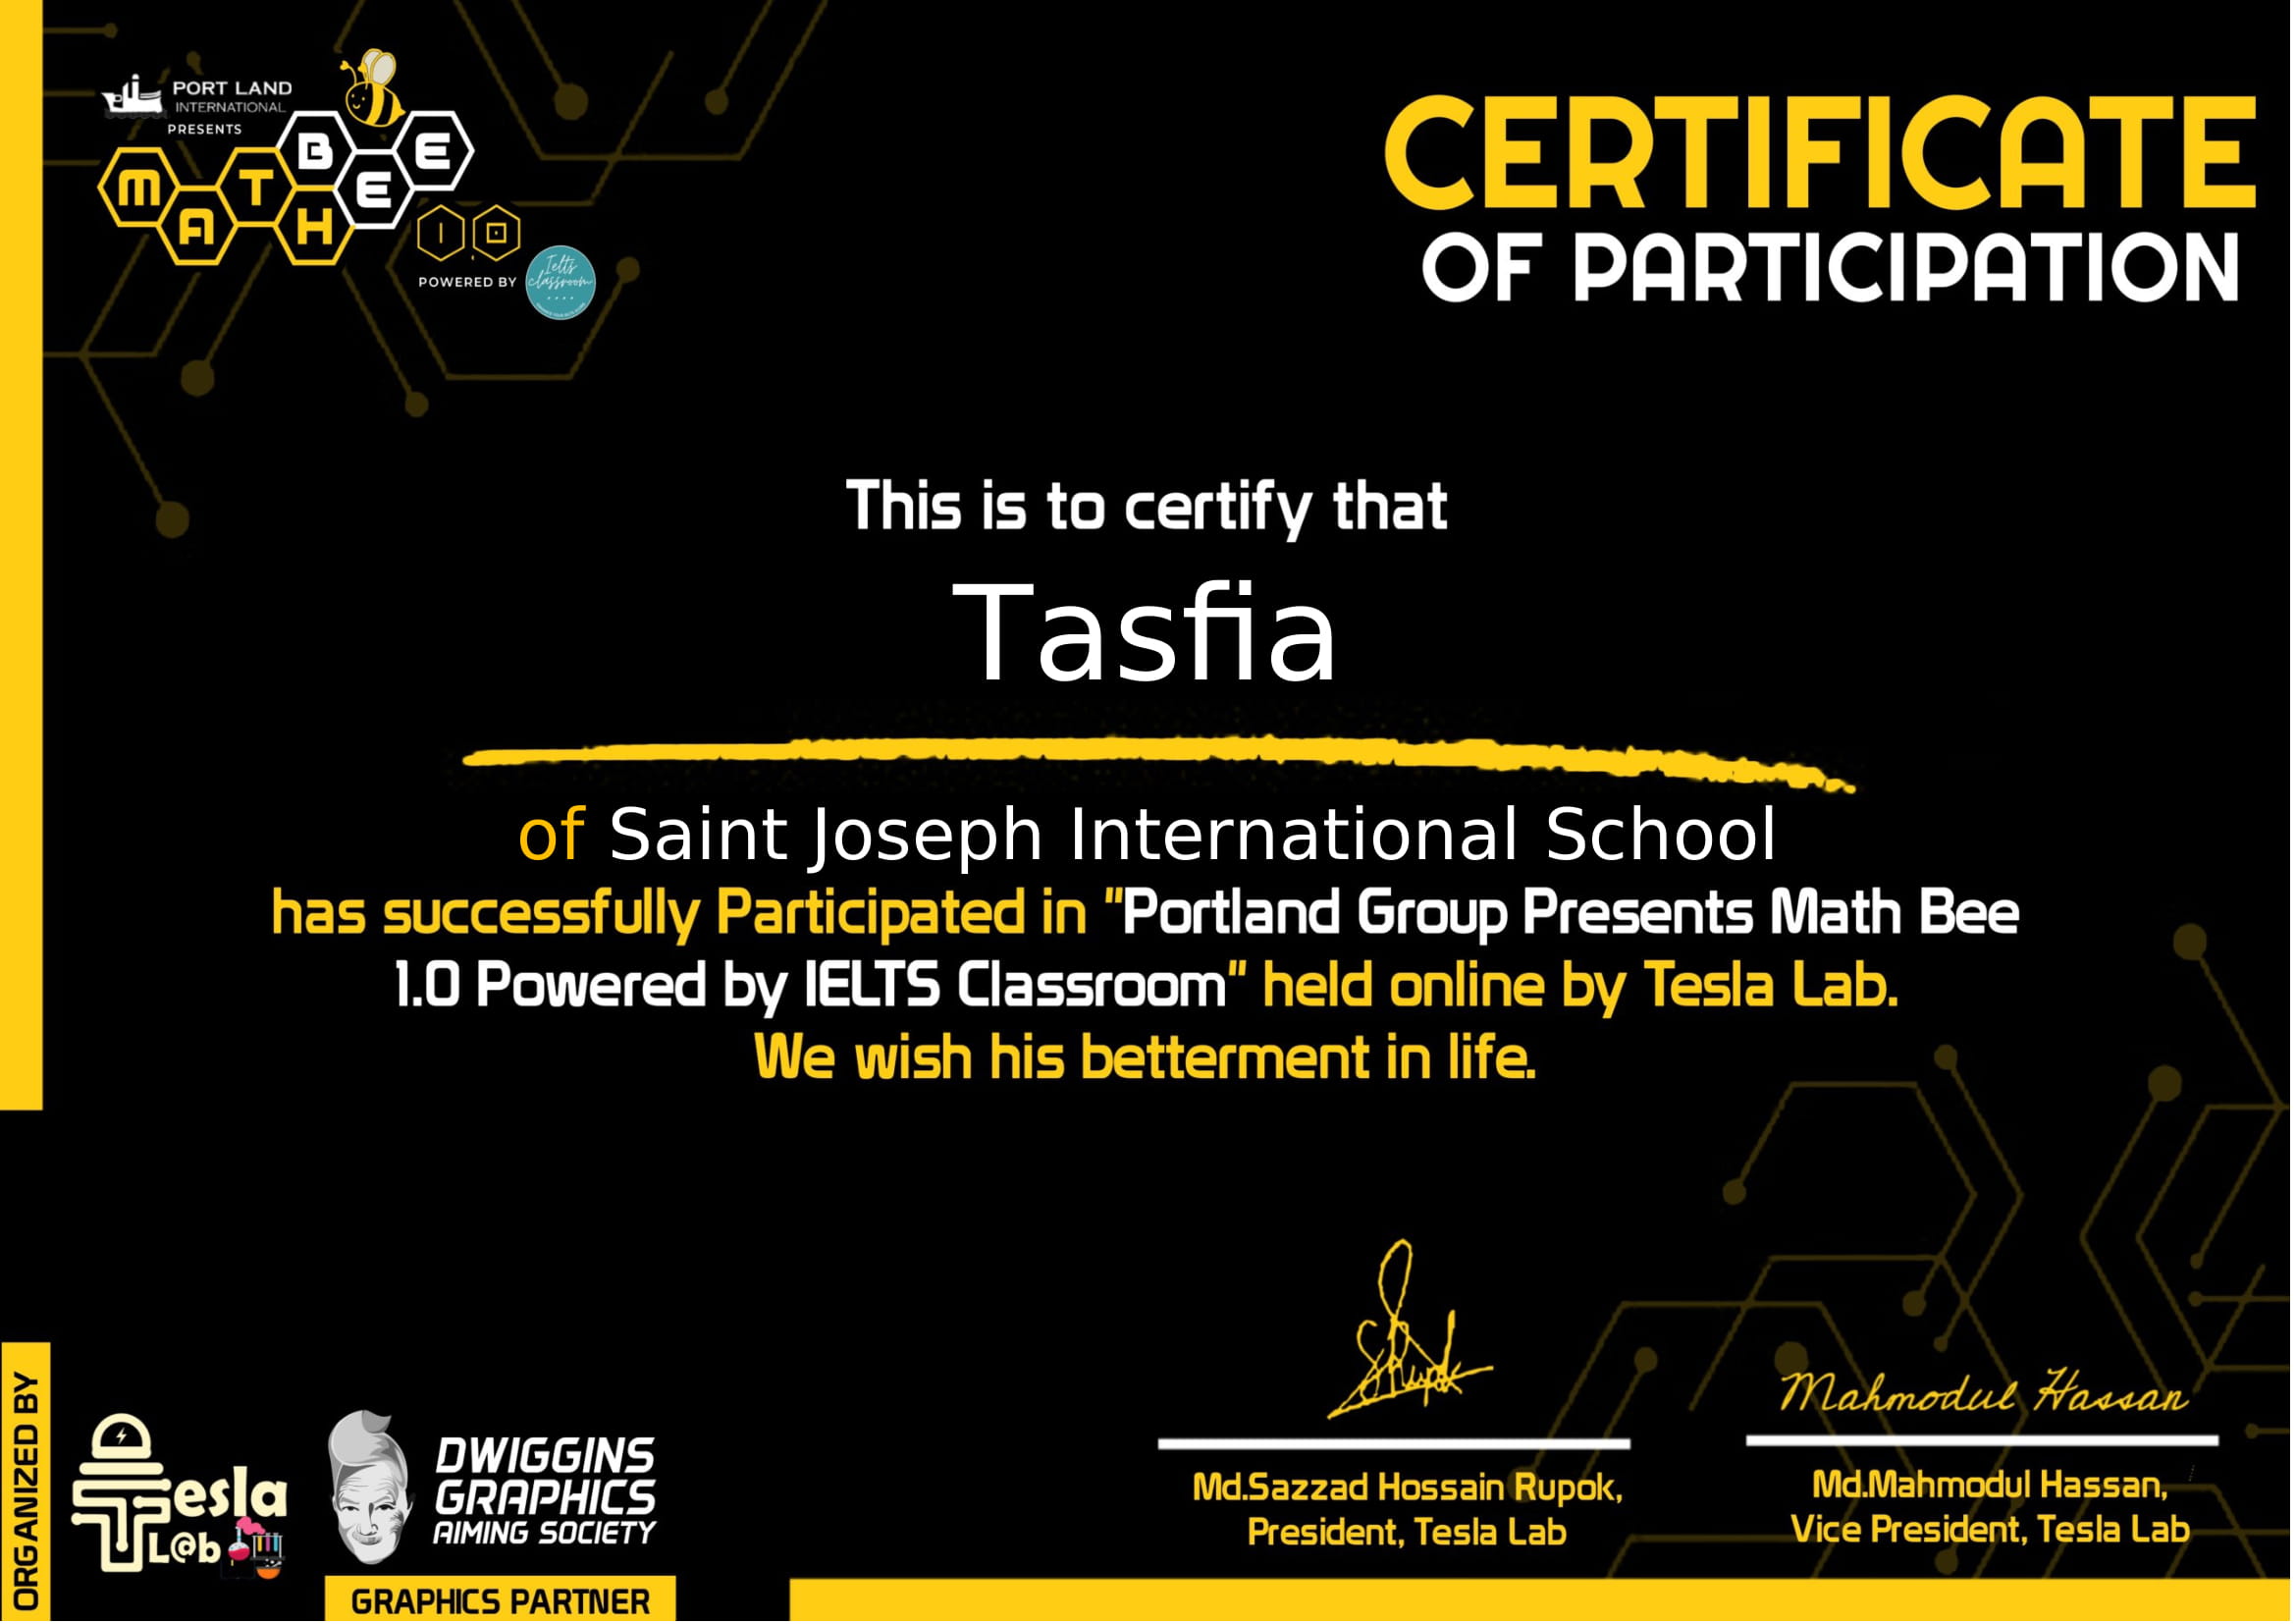 PORT LAND
INTERNATIONAL
PRESENTS
MATH BEE
1.0
POWERED BY
Ielts
classroom
CERTIFICATE
OF PARTICIPATION
This is to certify that
Tasfia
of Saint Joseph International School
has successfully Participated in "Portland Group Presents Math Bee
1.0 Powered by IELTS Classroom" held online by Tesla Lab.
We wish his betterment in life.
SRupok
Mahmodul Hassan
Md.Sazzad Hossain Rupok,
President, Tesla Lab
Md.Mahmodul Hassan,
Vice President, Tesla Lab
ORGANIZED BY
Tesla
L@b
DWIGGINS
GRAPHICS
AIMING SOCIETY
GRAPHICS PARTNER